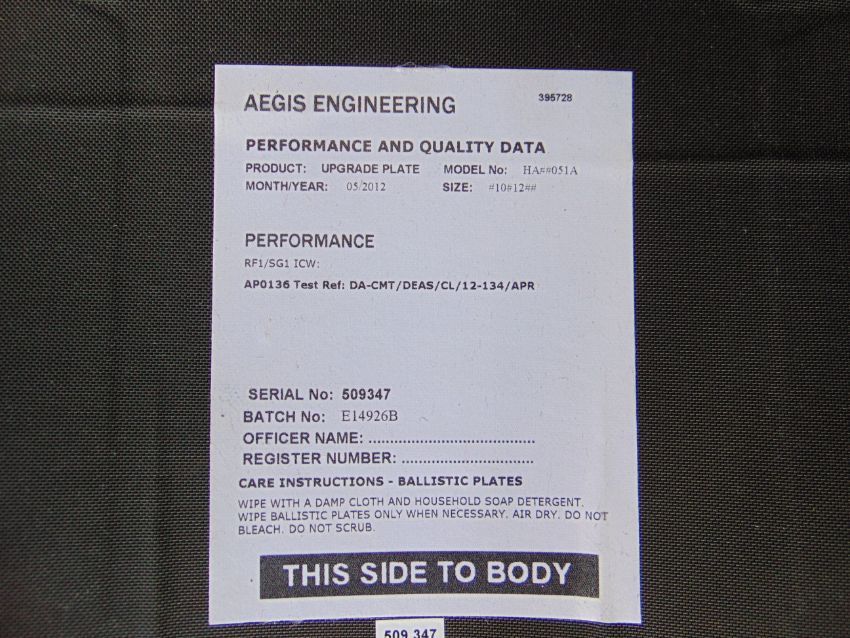 AEGIS ENGINEERING 395728
PERFORMANCE AND QUALITY DATA
PRODUCT: UPGRADE PLATE MODEL No: HA##051A
MONTH/YEAR: 05/2012 SIZE: #10#12##
PERFORMANCE
RF1/SG1 ICW:
AP0136 Test Ref: DA-CMT/DEAS/CL/12-134/APR
SERIAL No: 509347
BATCH No: E14926B
OFFICER NAME: ......................................
REGISTER NUMBER: ...............................
CARE INSTRUCTIONS - BALLISTIC PLATES
WIPE WITH A DAMP CLOTH AND HOUSEHOLD SOAP DETERGENT.
WIPE BALLISTIC PLATES ONLY WHEN NECESSARY. AIR DRY. DO NOT
BLEACH. DO NOT SCRUB.
THIS SIDE TO BODY
509 347